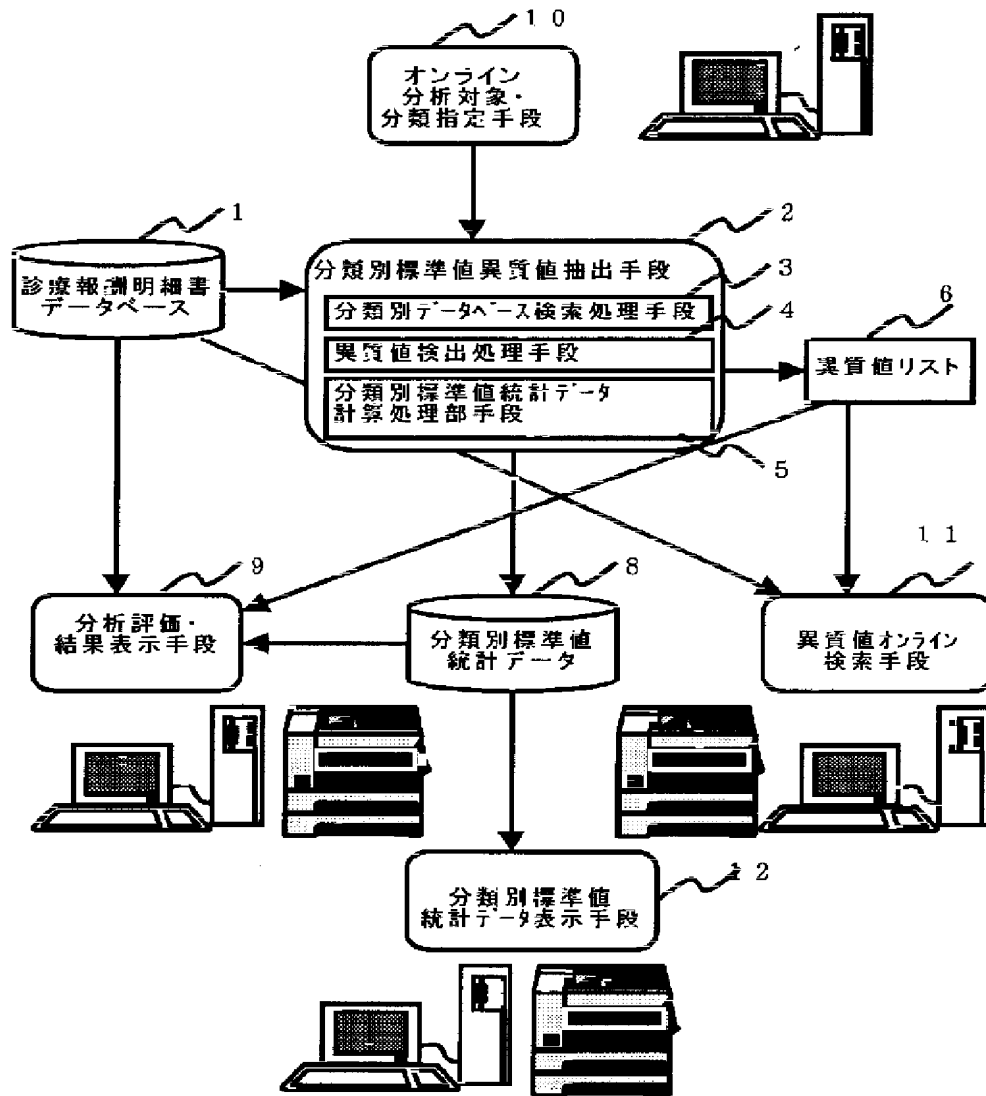 １０
オンライン
分析対象・
分類指定手段
１
診療報酬明細書
データベース
２
分類別標準値異質値抽出手段
３
分類別データベース検索処理手段
４
異質値検出処理手段
分類別標準値統計データ
計算処理部手段
５
６
異質値リスト
９
分析評価・
結果表示手段
８
分類別標準値
統計データ
１１
異質値オンライン
検索手段
１２
分類別標準値
統計データ表示手段